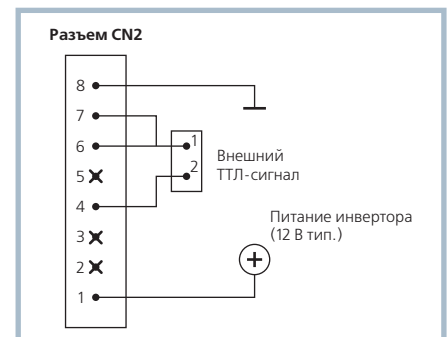 Разъем CN2
8
7
6
5
4
3
2
1
1
2
Внешний
ТТЛ-сигнал
Питание инвертора
(12 В тип.)
+